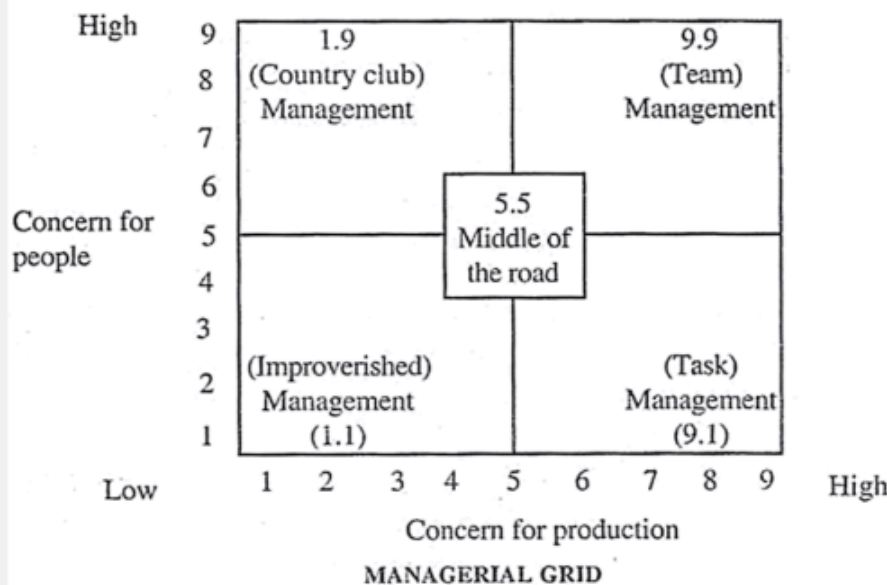 High
9
1.9
9.9
8
(Country club)
(Team)
Management
Management
7
6
5.5
Concern for
people
5
Middle of
the road
4
3
(Improverished)
(Task)
2
Management
Management
1
(1.1)
(9.1)
Low
1 2 3 4 5 6 7 8 9
High
Concern for production
MANAGERIAL GRID